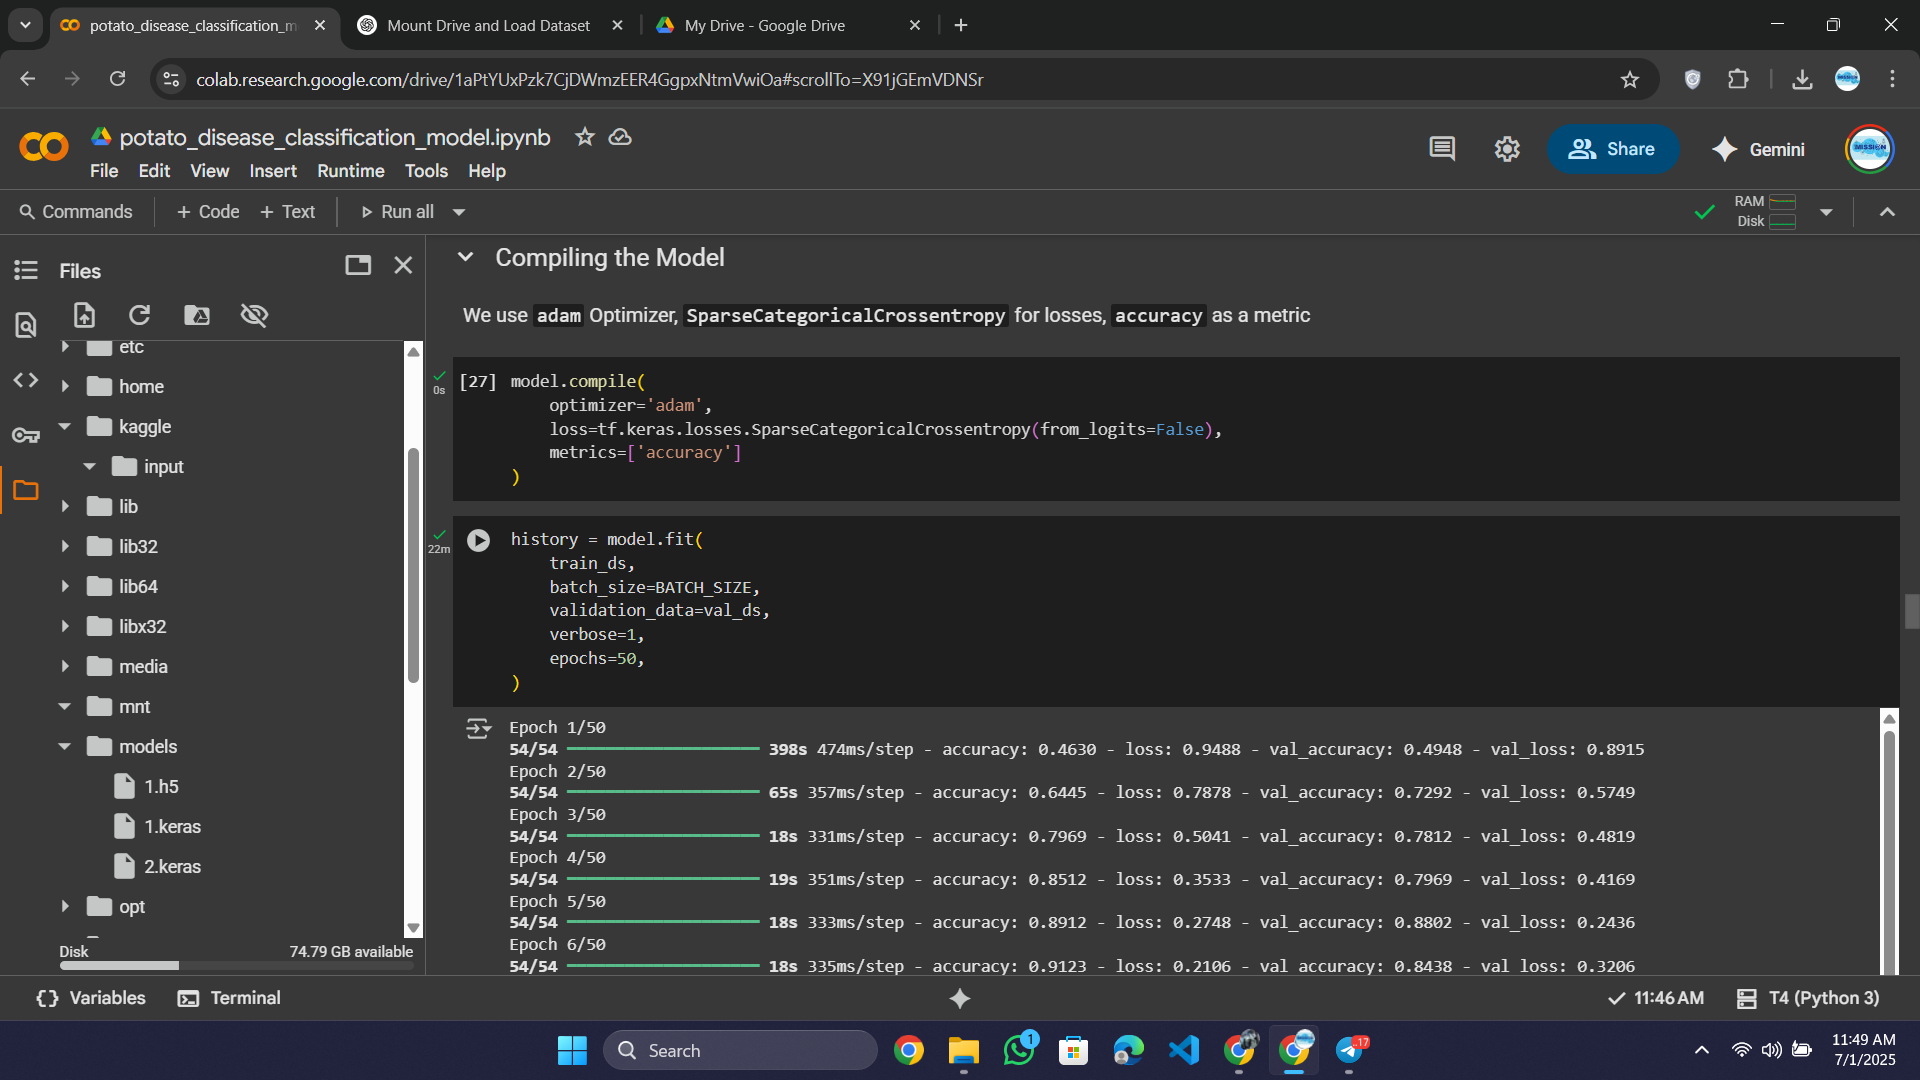 potato_disease_classification_m
Mount Drive and Load Dataset
My Drive - Google Drive
colab.research.google.com/drive/1aPtYUxPzk7CjDWmzEER4GgpxNtmVwiOa#scrollTo=X91jGEmVDNSr
potato_disease_classification_model.ipynb
Share
Gemini
File Edit View Insert Runtime Tools Help
Commands + Code + Text Run all
RAM
Disk
Files
etc
home
kaggle
input
lib
lib32
lib64
libx32
media
mnt
models
1.h5
1.keras
2.keras
opt
Disk 74.79 GB available
Compiling the Model
We use adam Optimizer, SparseCategoricalCrossentropy for losses, accuracy as a metric
0s
[27] model.compile(
optimizer='adam',
loss=tf.keras.losses.SparseCategoricalCrossentropy(from_logits=False),
metrics=['accuracy']
)
22m
history = model.fit(
train_ds,
batch_size=BATCH_SIZE,
validation_data=val_ds,
verbose=1,
epochs=50,
)
Epoch 1/50
54/54 398s 474ms/step - accuracy: 0.4630 - loss: 0.9488 - val_accuracy: 0.4948 - val_loss: 0.8915
Epoch 2/50
54/54 65s 357ms/step - accuracy: 0.6445 - loss: 0.7878 - val_accuracy: 0.7292 - val_loss: 0.5749
Epoch 3/50
54/54 18s 331ms/step - accuracy: 0.7969 - loss: 0.5041 - val_accuracy: 0.7812 - val_loss: 0.4819
Epoch 4/50
54/54 19s 351ms/step - accuracy: 0.8512 - loss: 0.3533 - val_accuracy: 0.7969 - val_loss: 0.4169
Epoch 5/50
54/54 18s 333ms/step - accuracy: 0.8912 - loss: 0.2748 - val_accuracy: 0.8802 - val_loss: 0.2436
Epoch 6/50
54/54 18s 335ms/step - accuracy: 0.9123 - loss: 0.2106 - val_accuracy: 0.8438 - val_loss: 0.3206
{} Variables Terminal
11:46 AM T4 (Python 3)
Search
1
17
11:49 AM
7/1/2025